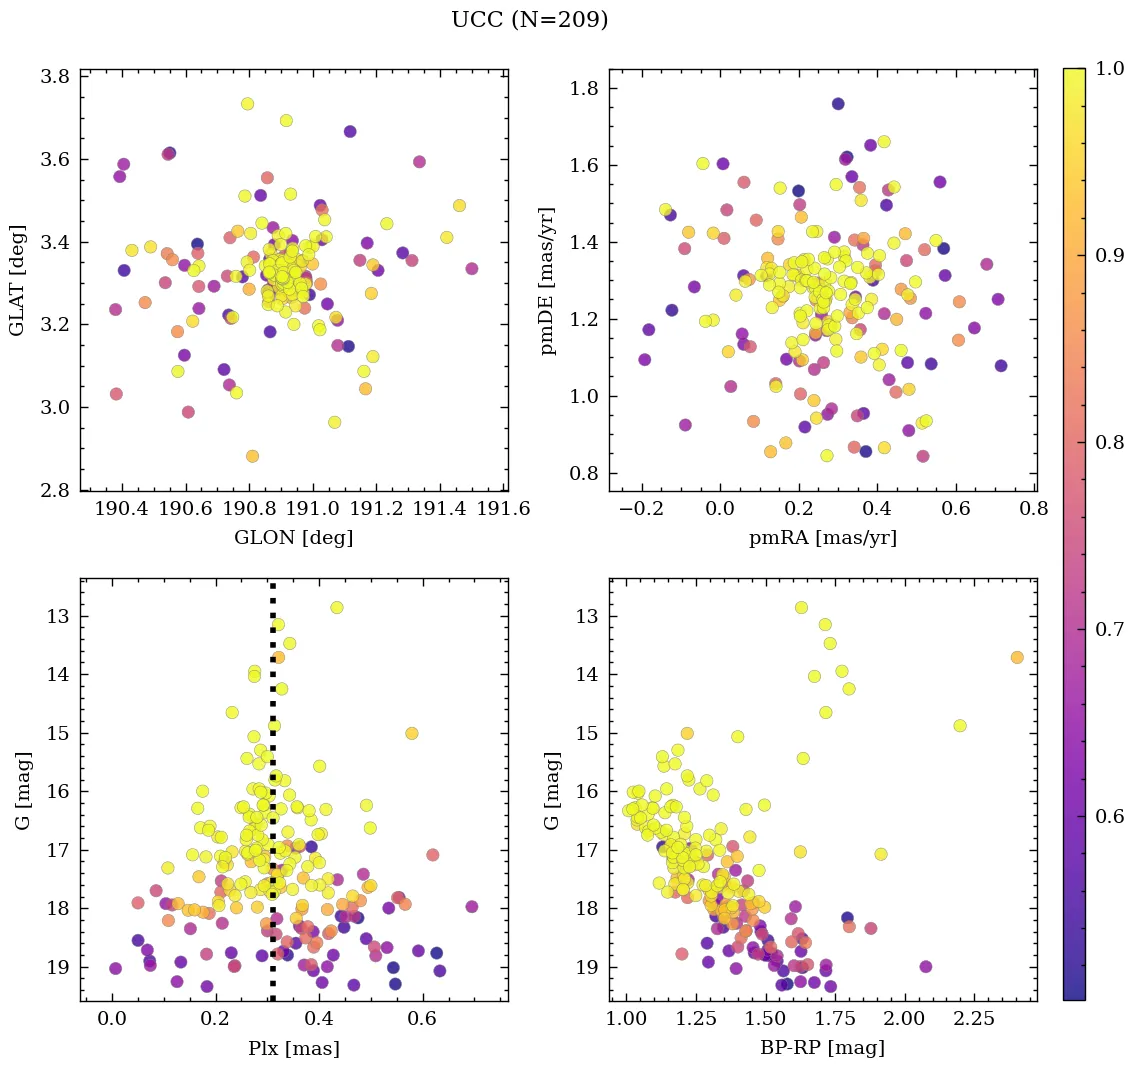 UCC (N=209)
3.8
3.6
3.4
3.2
3.0
2.8
GLAT [deg]
190.4 190.6 190.8 191.0 191.2 191.4 191.6
GLON [deg]
1.8
1.6
1.4
1.2
1.0
0.8
pmDE [mas/yr]
−0.2 0.0 0.2 0.4 0.6 0.8
pmRA [mas/yr]
1.0
0.9
0.8
0.7
0.6
13
14
15
16
17
18
19
G [mag]
0.0 0.2 0.4 0.6
Plx [mas]
13
14
15
16
17
18
19
G [mag]
1.00 1.25 1.50 1.75 2.00 2.25
BP-RP [mag]